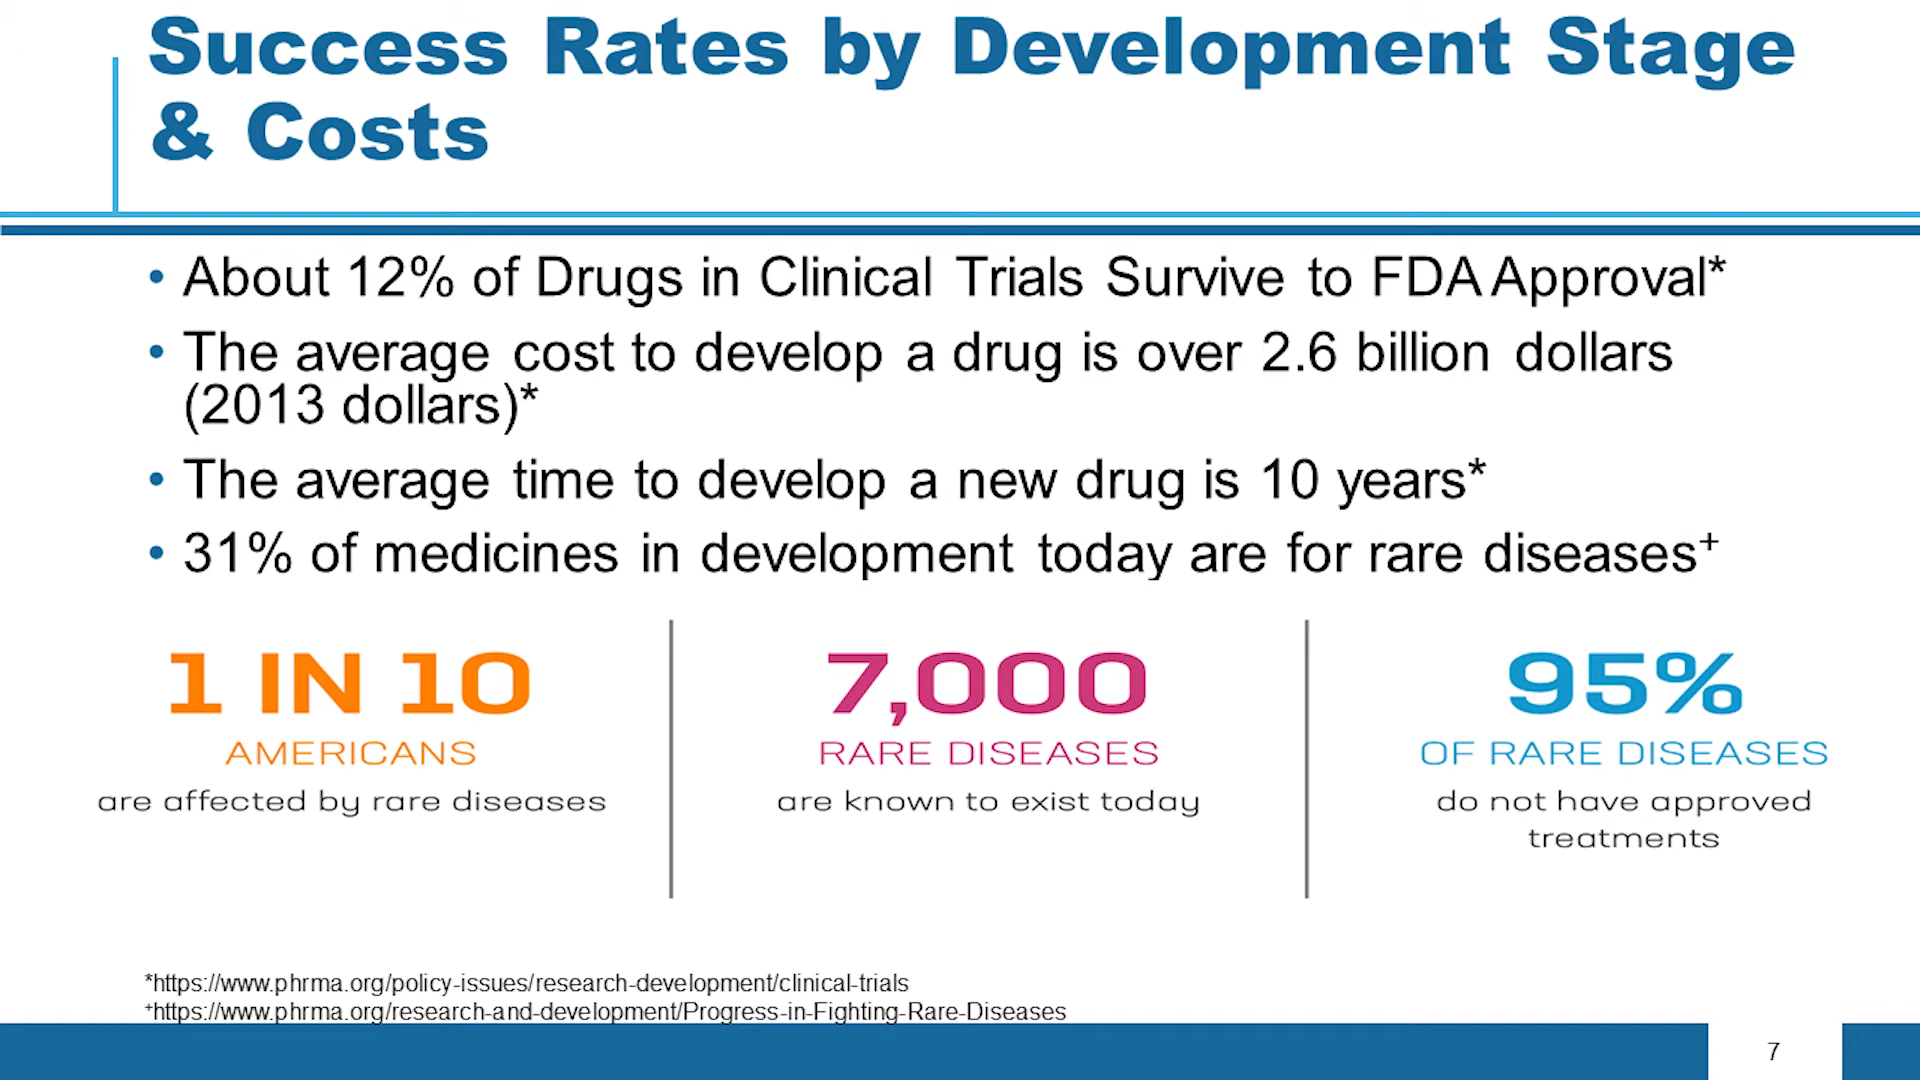 Success Rates by Development Stage
& Costs
• About 12% of Drugs in Clinical Trials Survive to FDA Approval*
• The average cost to develop a drug is over 2.6 billion dollars
(2013 dollars)*
• The average time to develop a new drug is 10 years*
• 31% of medicines in development today are for rare diseases+
1 IN 10
AMERICANS
are affected by rare diseases
7,000
RARE DISEASES
are known to exist today
95%
OF RARE DISEASES
do not have approved
treatments
*https://www.phrma.org/policy-issues/research-development/clinical-trials
+https://www.phrma.org/research-and-development/Progress-in-Fighting-Rare-Diseases
7